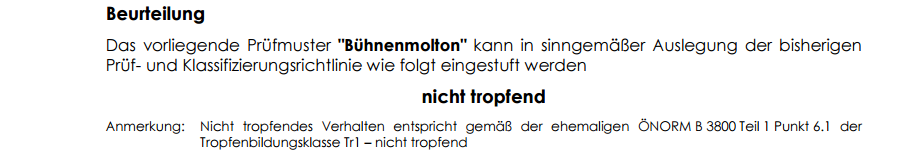 Beurteilung
Das vorliegende Prüfmuster "Bühnenmolton" kann in sinngemäßer Auslegung der bisherigen
Prüf- und Klassifizierungsrichtlinie wie folgt eingestuft werden
nicht tropfend
Anmerkung: Nicht tropfendes Verhalten entspricht gemäß der ehemaligen ÖNORM B 3800 Teil 1 Punkt 6.1 der
Tropfenbildungsklasse Tr1 – nicht tropfend